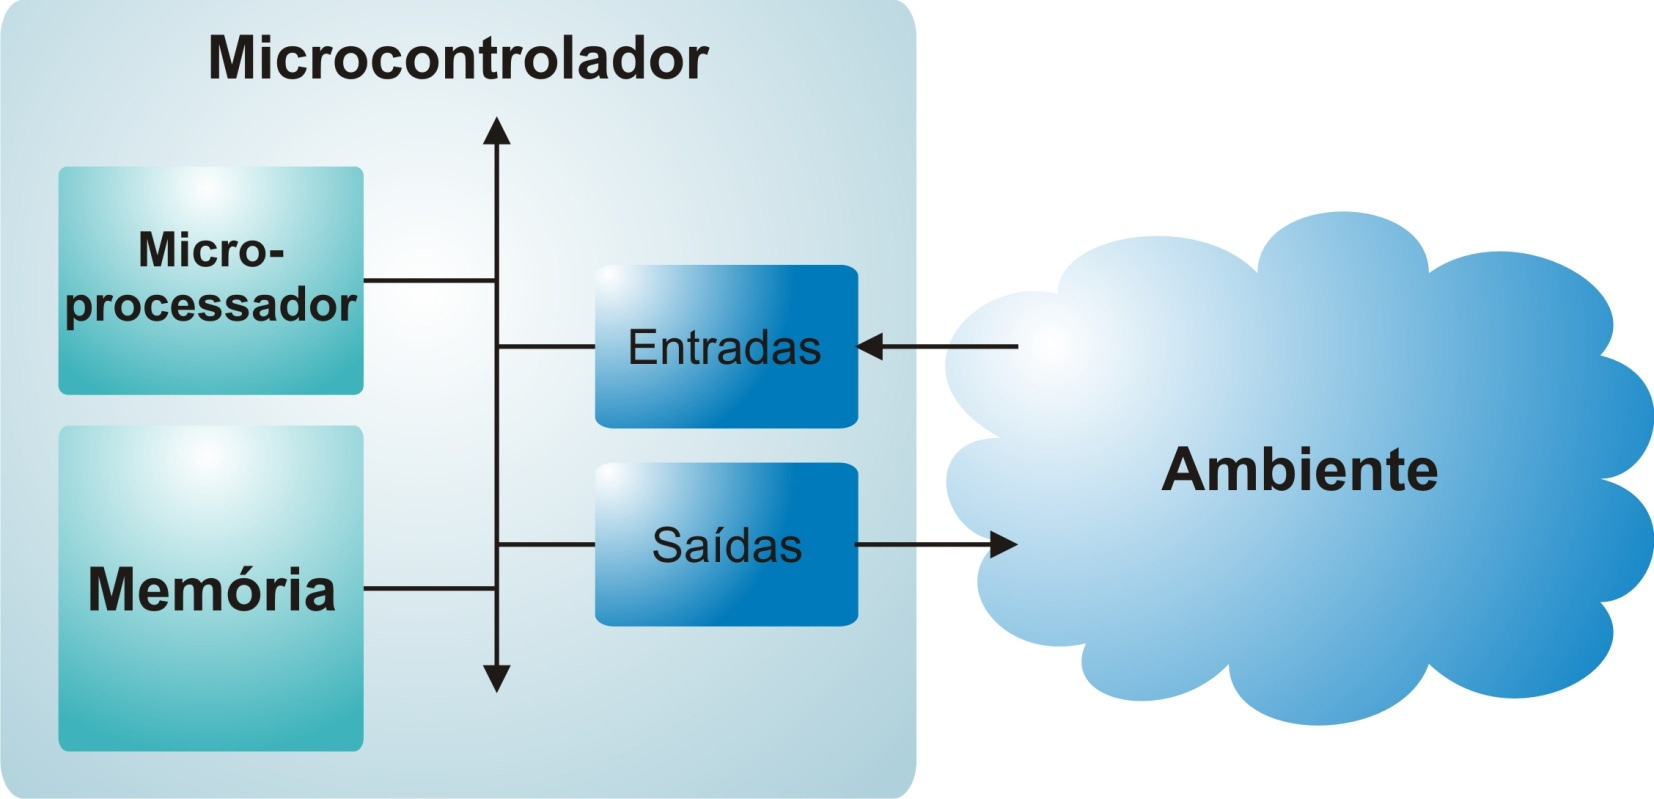 Microcontrolador
Micro-
processador
Entradas
Saídas
Memória
Ambiente